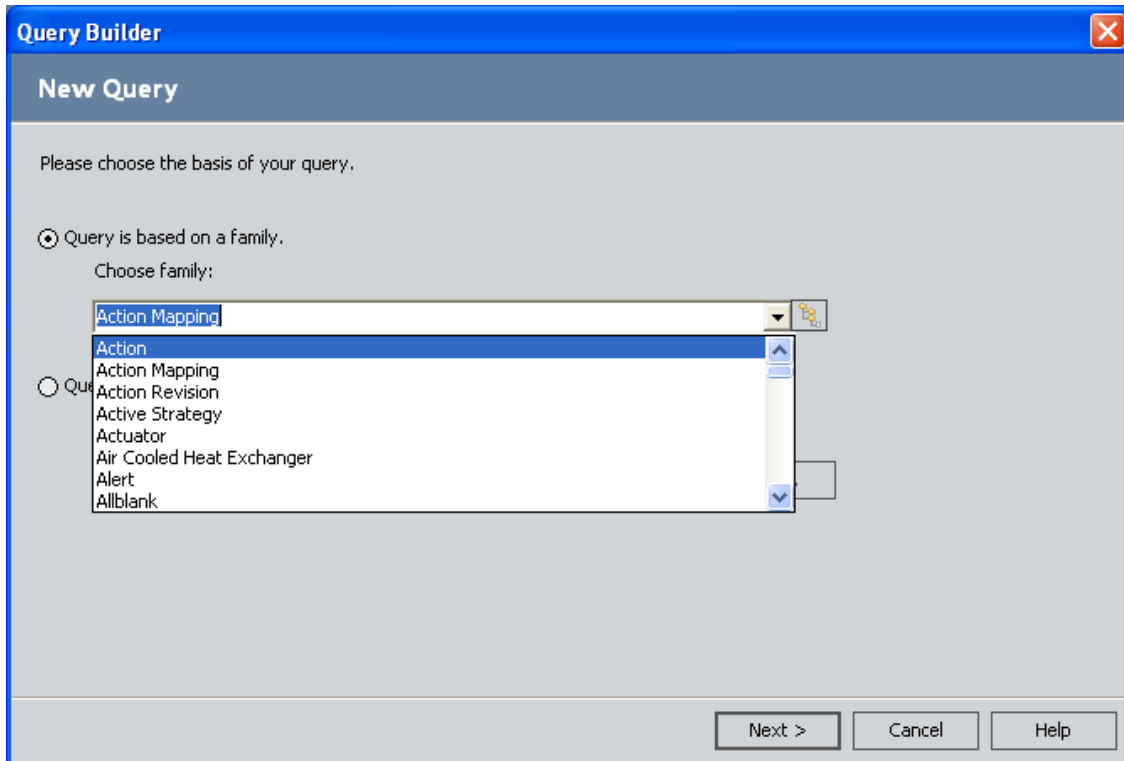 Query Builder
New Query
Please choose the basis of your query.
Query is based on a family.
Choose family:
Action Mapping
Action
Action Mapping
Action Revision
Active Strategy
Actuator
Air Cooled Heat Exchanger
Alert
Allblank
Next >
Cancel
Help